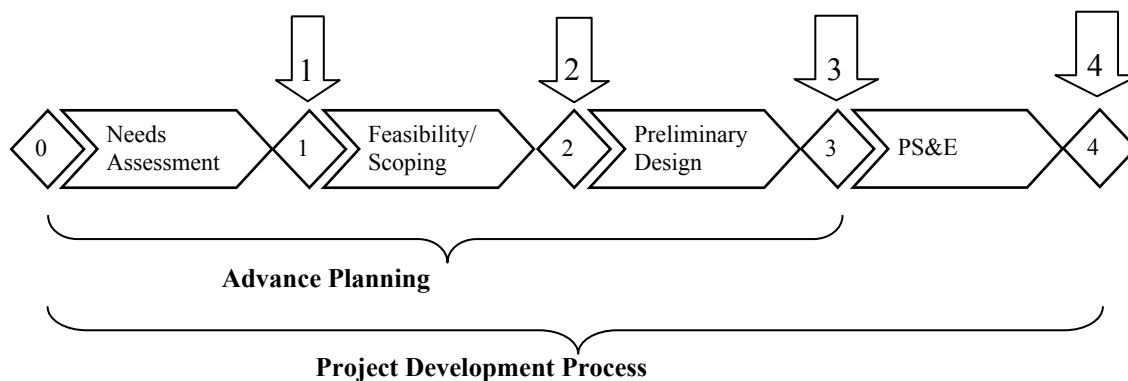 1
2
3
4
0
Needs
Assessment
1
Feasibility/
Scoping
2
Preliminary
Design
3
PS&E
4
Advance Planning
Project Development Process